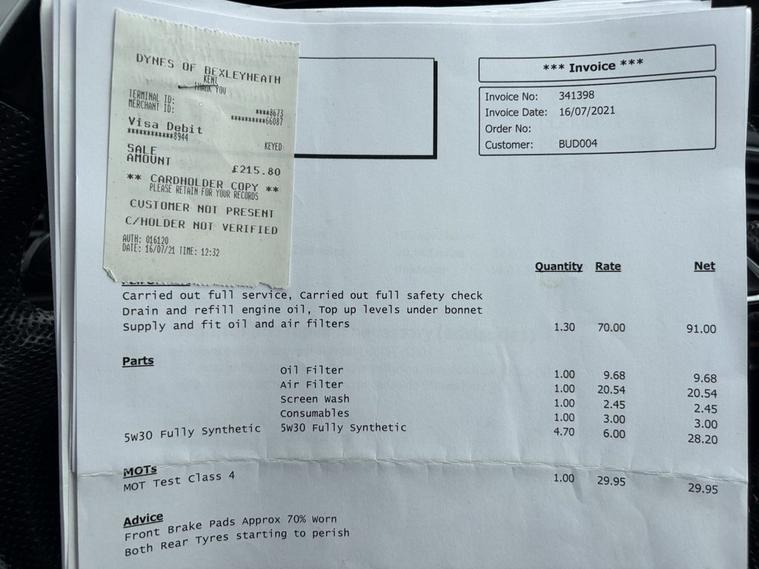 DYNES OF BEXLEYHEATH
KENT
THANK YOU
TERMINAL ID: ****8673
MERCHANT ID: **********66087
Visa Debit
************8944
KEYED
SALE
AMOUNT £215.80
** CARDHOLDER COPY **
PLEASE RETAIN FOR YOUR RECORDS
CUSTOMER NOT PRESENT
C/HOLDER NOT VERIFIED
AUTH: 016120
DATE: 16/07/21 TIME: 12:32
*** Invoice ***
Invoice No: 341398
Invoice Date: 16/07/2021
Order No:
Customer: BUD004
Quantity Rate Net
Carried out full service, Carried out full safety check
Drain and refill engine oil, Top up levels under bonnet
Supply and fit oil and air filters 1.30 70.00 91.00
Parts
Oil Filter 1.00 9.68 9.68
Air Filter 1.00 20.54 20.54
Screen Wash 1.00 2.45 2.45
Consumables 1.00 3.00 3.00
5w30 Fully Synthetic 5w30 Fully Synthetic 4.70 6.00 28.20
MOTs
MOT Test Class 4 1.00 29.95 29.95
Advice
Front Brake Pads Approx 70% Worn
Both Rear Tyres starting to perish